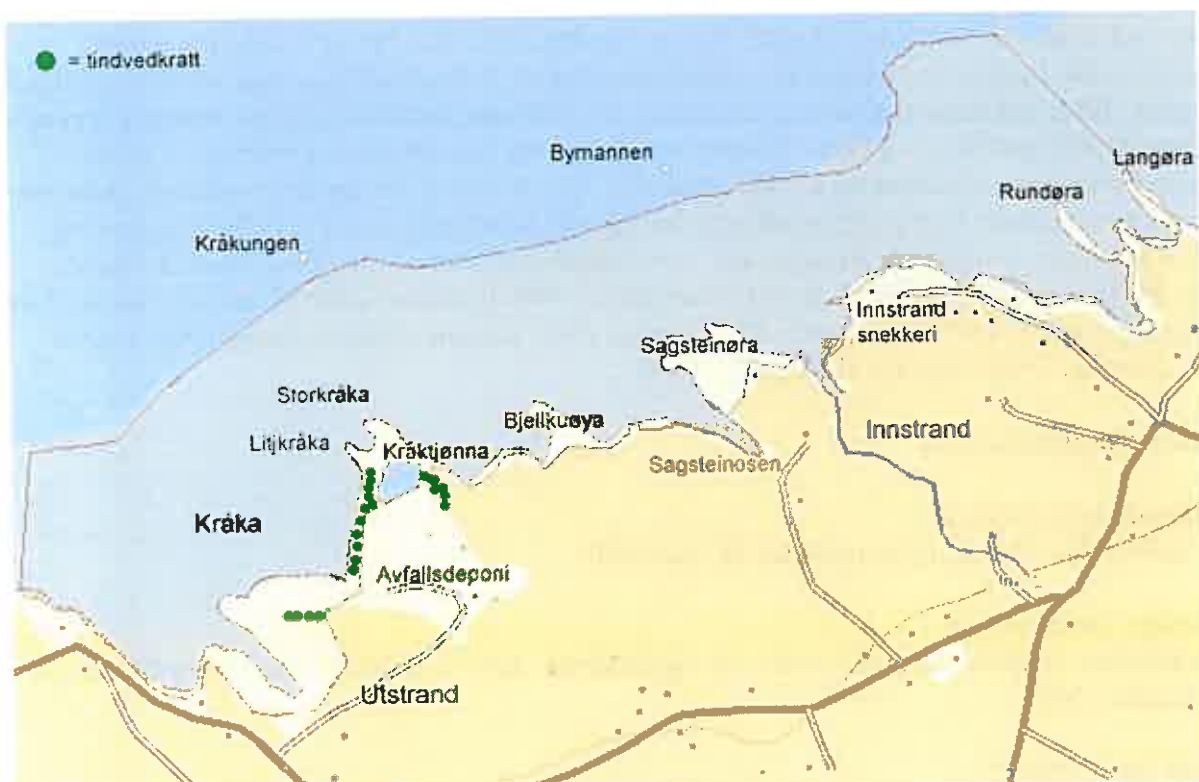 = tindvedkratt
Bymannen
Langøra
Rundøra
Kråkungen
Innstrand
snekkeri
Sagsteinøra
Storkråka
Bjellkuøya
Innstrand
Litjkråka
Kråktjønna
Sagsteinosen
Kråka
Avfallsdeponi
Utstrand